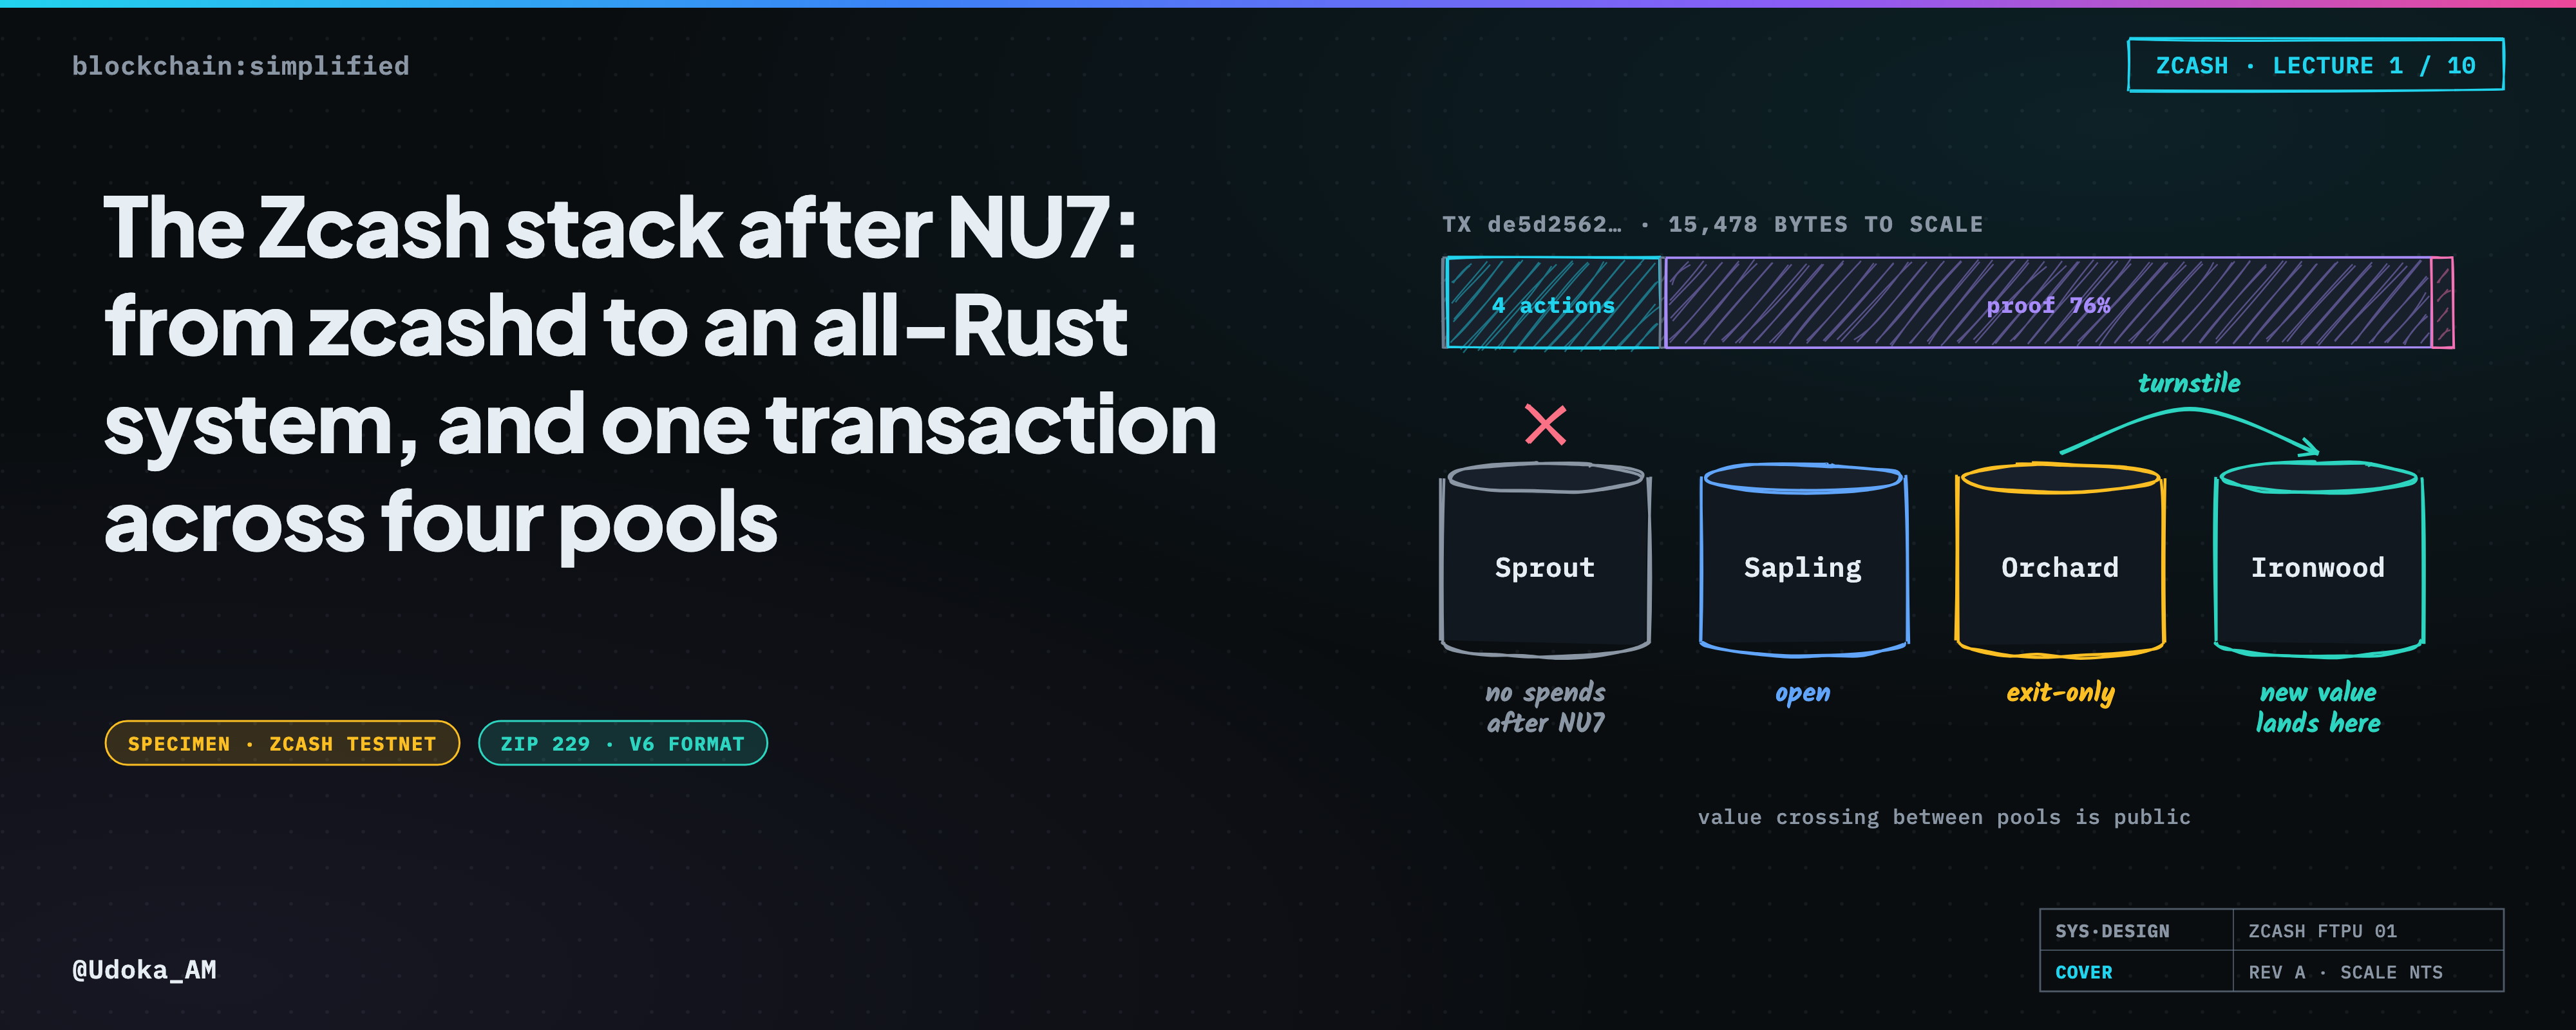 blockchain:simplified
ZCASH · LECTURE 1 / 10
The Zcash stack after NU7:
from zcashd to an all-Rust
system, and one transaction
across four pools
SPECIMEN · ZCASH TESTNET
ZIP 229 · V6 FORMAT
TX de5d2562… · 15,478 BYTES TO SCALE
4 actions
proof 76%
turnstile
Sprout
Sapling
Orchard
Ironwood
no spends
after NU7
open
exit-only
new value
lands here
value crossing between pools is public
@Udoka_AM
SYS·DESIGN
ZCASH FTPU 01
COVER
REV A · SCALE NTS